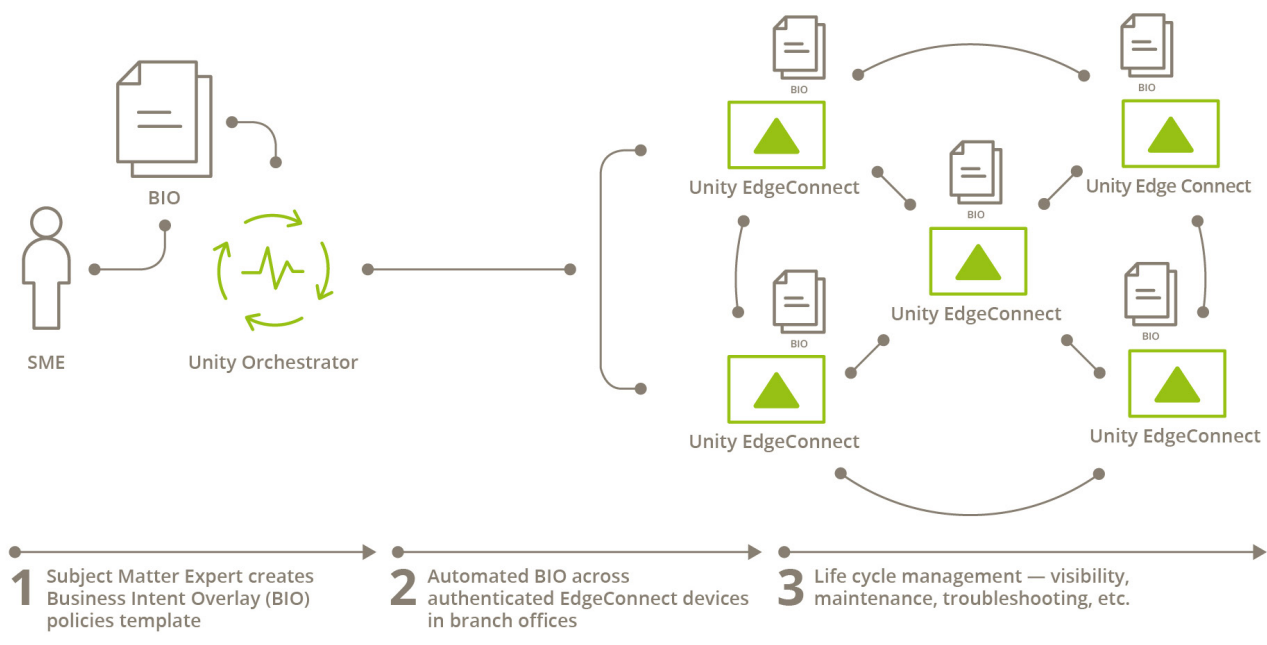 BIO
SME
Unity Orchestrator
BIO
Unity EdgeConnect
BIO
Unity Edge Connect
BIO
Unity EdgeConnect
BIO
Unity EdgeConnect
BIO
Unity EdgeConnect
1 Subject Matter Expert creates
Business Intent Overlay (BIO)
policies template
2 Automated BIO across
authenticated EdgeConnect devices
in branch offices
3 Life cycle management — visibility,
maintenance, troubleshooting, etc.